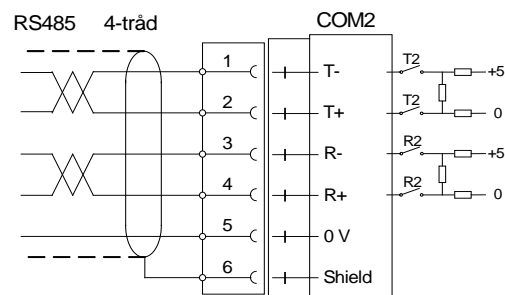 RS485 4-tråd COM2
1 T- T2 +5
2 T+ T2 0
3 R- R2 +5
4 R+ R2 0
5 0 V
6 Shield